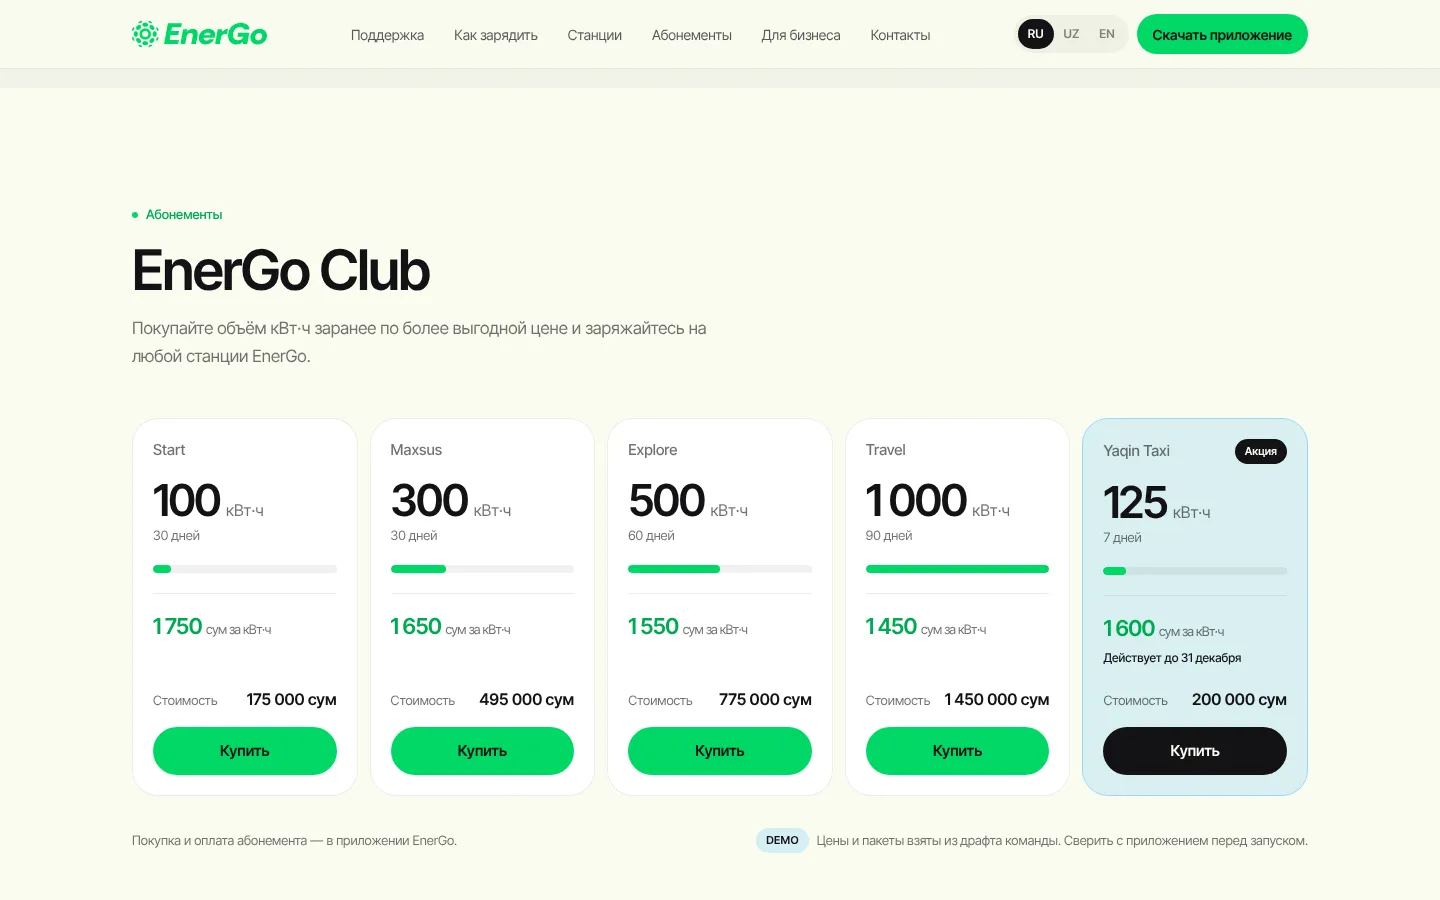 EnerGo
Поддержка
Как зарядить
Станции
Абонементы
Для бизнеса
Контакты
RU
UZ
EN
Скачать приложение
Абонементы
EnerGo Club
Покупайте объём кВт·ч заранее по более выгодной цене и заряжайтесь на
любой станции EnerGo.
Start
100 кВт·ч
30 дней
1 750 сум за кВт·ч
Стоимость 175 000 сум
Купить
Maxsus
300 кВт·ч
30 дней
1 650 сум за кВт·ч
Стоимость 495 000 сум
Купить
Explore
500 кВт·ч
60 дней
1 550 сум за кВт·ч
Стоимость 775 000 сум
Купить
Travel
1 000 кВт·ч
90 дней
1 450 сум за кВт·ч
Стоимость 1 450 000 сум
Купить
Yaqin Taxi
Акция
125 кВт·ч
7 дней
1 600 сум за кВт·ч
Действует до 31 декабря
Стоимость 200 000 сум
Купить
Покупка и оплата абонемента — в приложении EnerGo.
DEMO Цены и пакеты взяты из драфта команды. Сверить с приложением перед запуском.